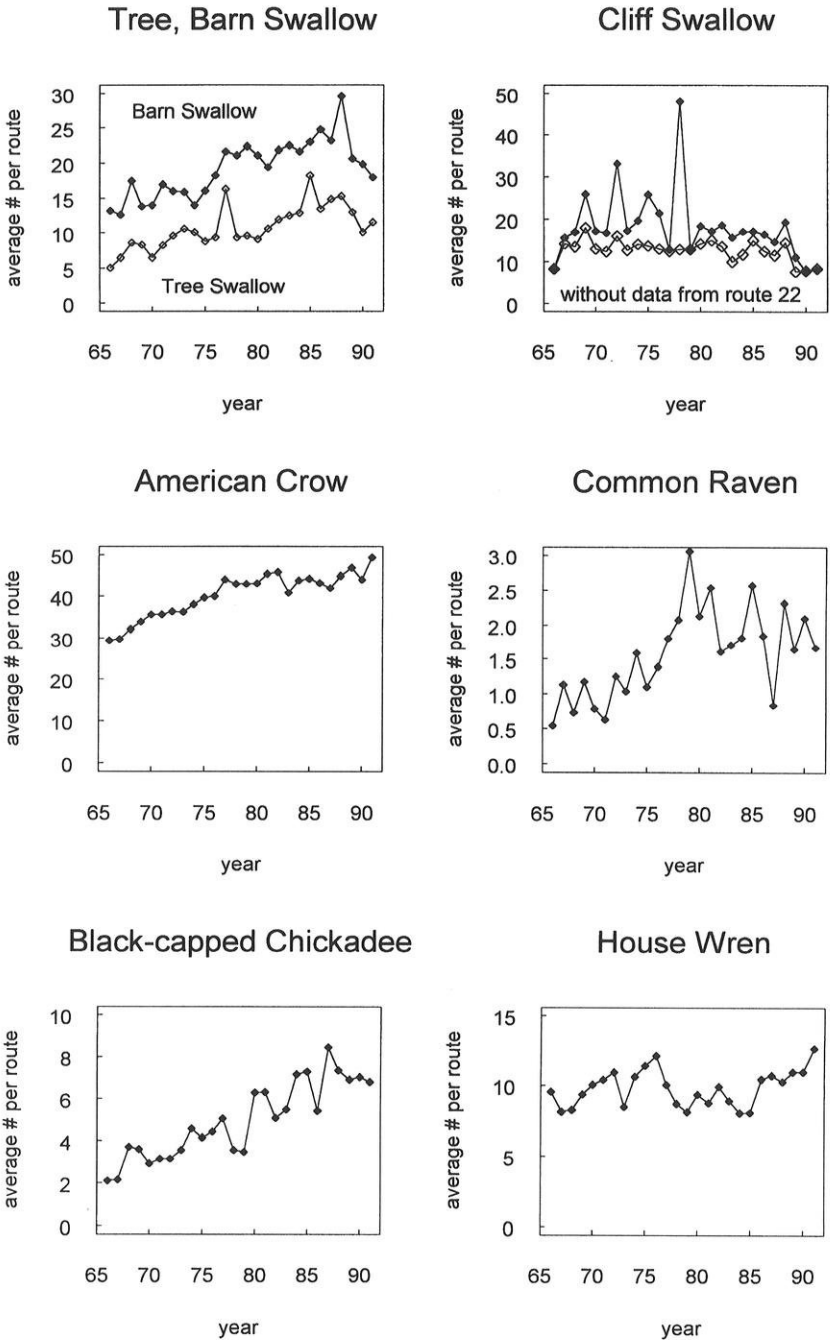 Tree, Barn Swallow
average # per route
30
25
20
15
10
5
0
Barn Swallow
Tree Swallow
65 70 75 80 85 90
year
Cliff Swallow
average # per route
50
40
30
20
10
0
without data from route 22
65 70 75 80 85 90
year
American Crow
average # per route
50
40
30
20
10
0
65 70 75 80 85 90
year
Common Raven
average # per route
3.0
2.5
2.0
1.5
1.0
0.5
0.0
65 70 75 80 85 90
year
Black-capped Chickadee
average # per route
10
8
6
4
2
0
65 70 75 80 85 90
year
House Wren
average # per route
15
10
5
0
65 70 75 80 85 90
year